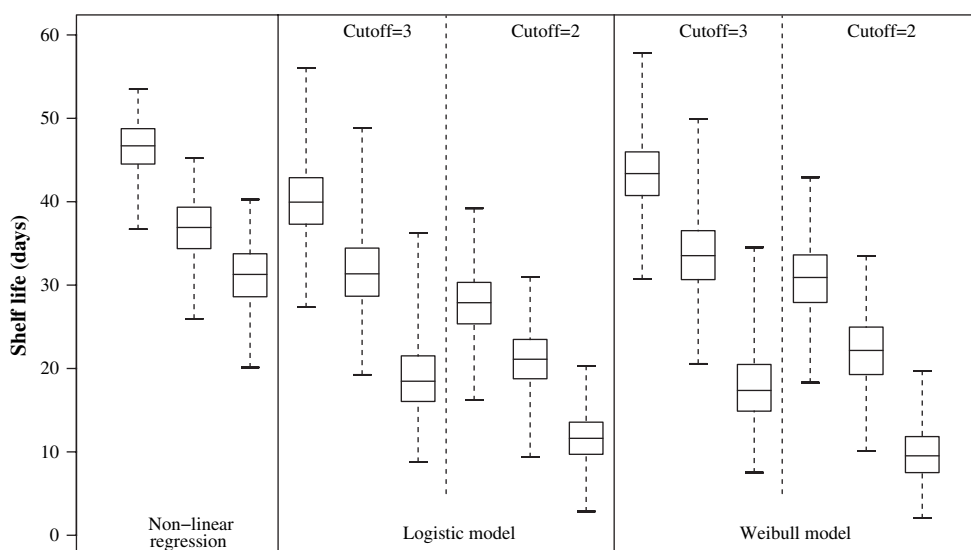 Cutoff=3
Cutoff=2
Cutoff=3
Cutoff=2
Shelf life (days)
60
50
40
30
20
10
0
Non−linear
regression
Logistic model
Weibull model